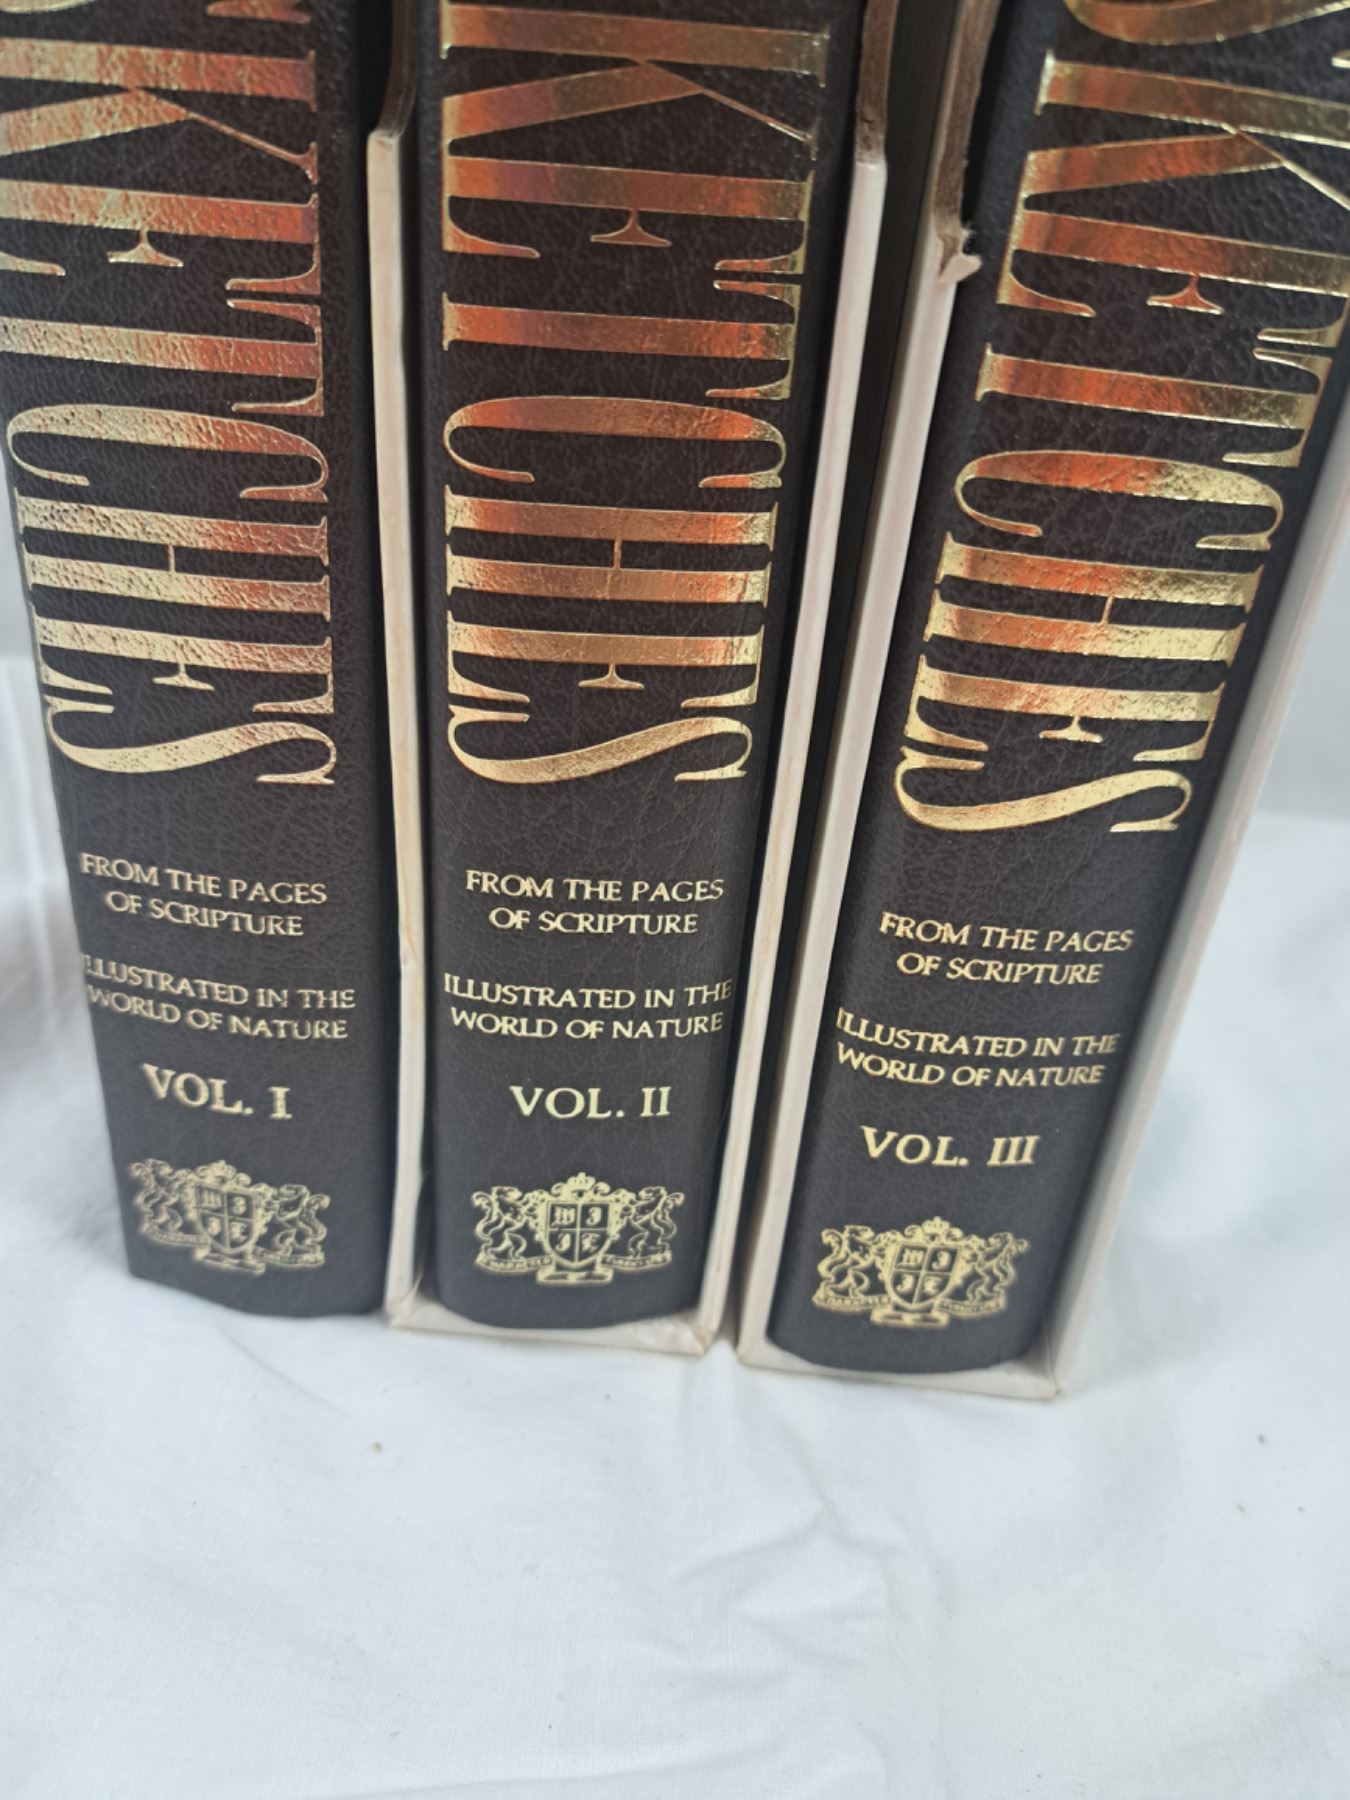 SKETCHES
FROM THE PAGES
OF SCRIPTURE
ILLUSTRATED IN THE
WORLD OF NATURE
VOL. I
SKETCHES
FROM THE PAGES
OF SCRIPTURE
ILLUSTRATED IN THE
WORLD OF NATURE
VOL. II
SKETCHES
FROM THE PAGES
OF SCRIPTURE
ILLUSTRATED IN THE
WORLD OF NATURE
VOL. III
CHARACTER